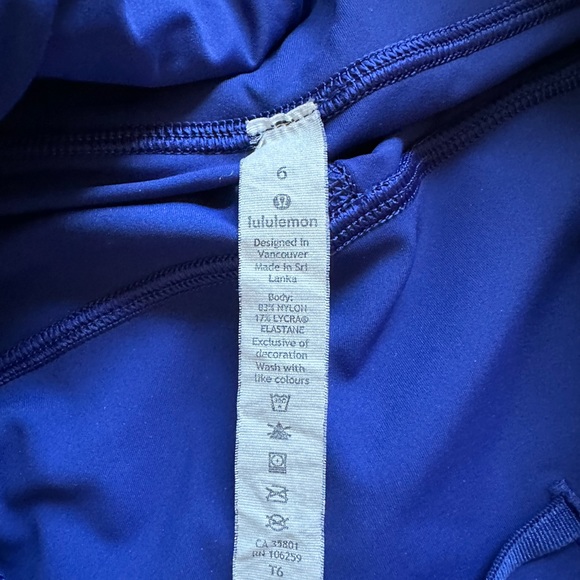 6
lululemon
Designed in
Vancouver
Made in Sri
Lanka
Body:
83% NYLON
17% LYCRA®
ELASTANE
Exclusive of
decoration
Wash with
like colours
CA 35801
RN 106259
T6